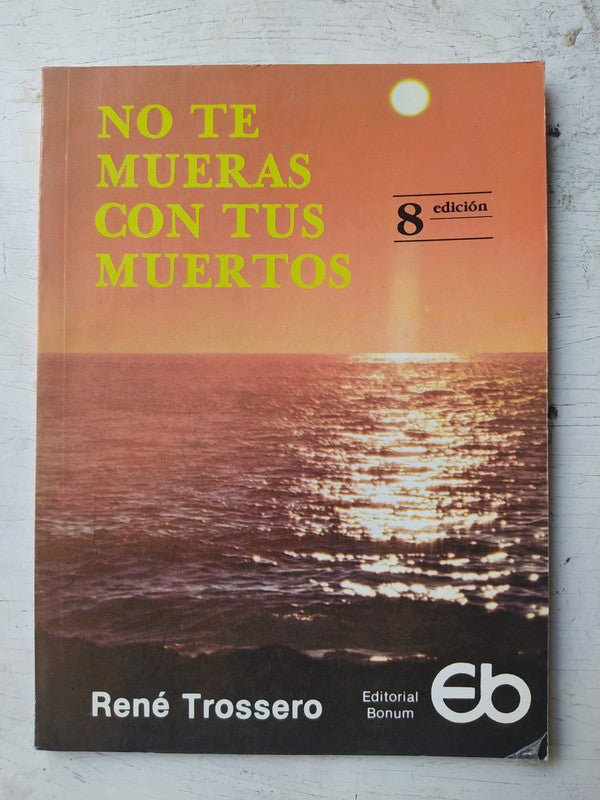 NO TE
MUERAS
CON TUS
MUERTOS
8 edición
René Trossero
Editorial
Bonum
Eb